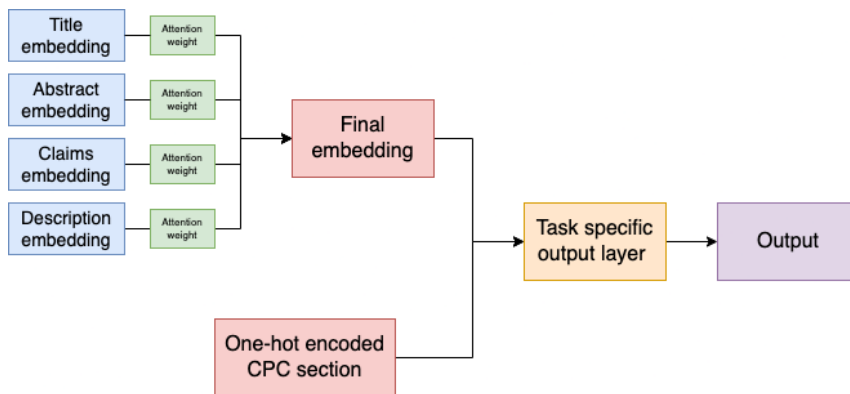 Title
embedding
Attention
weight
Abstract
embedding
Attention
weight
Claims
embedding
Attention
weight
Description
embedding
Attention
weight
Final
embedding
One-hot encoded
CPC section
Task specific
output layer
Output